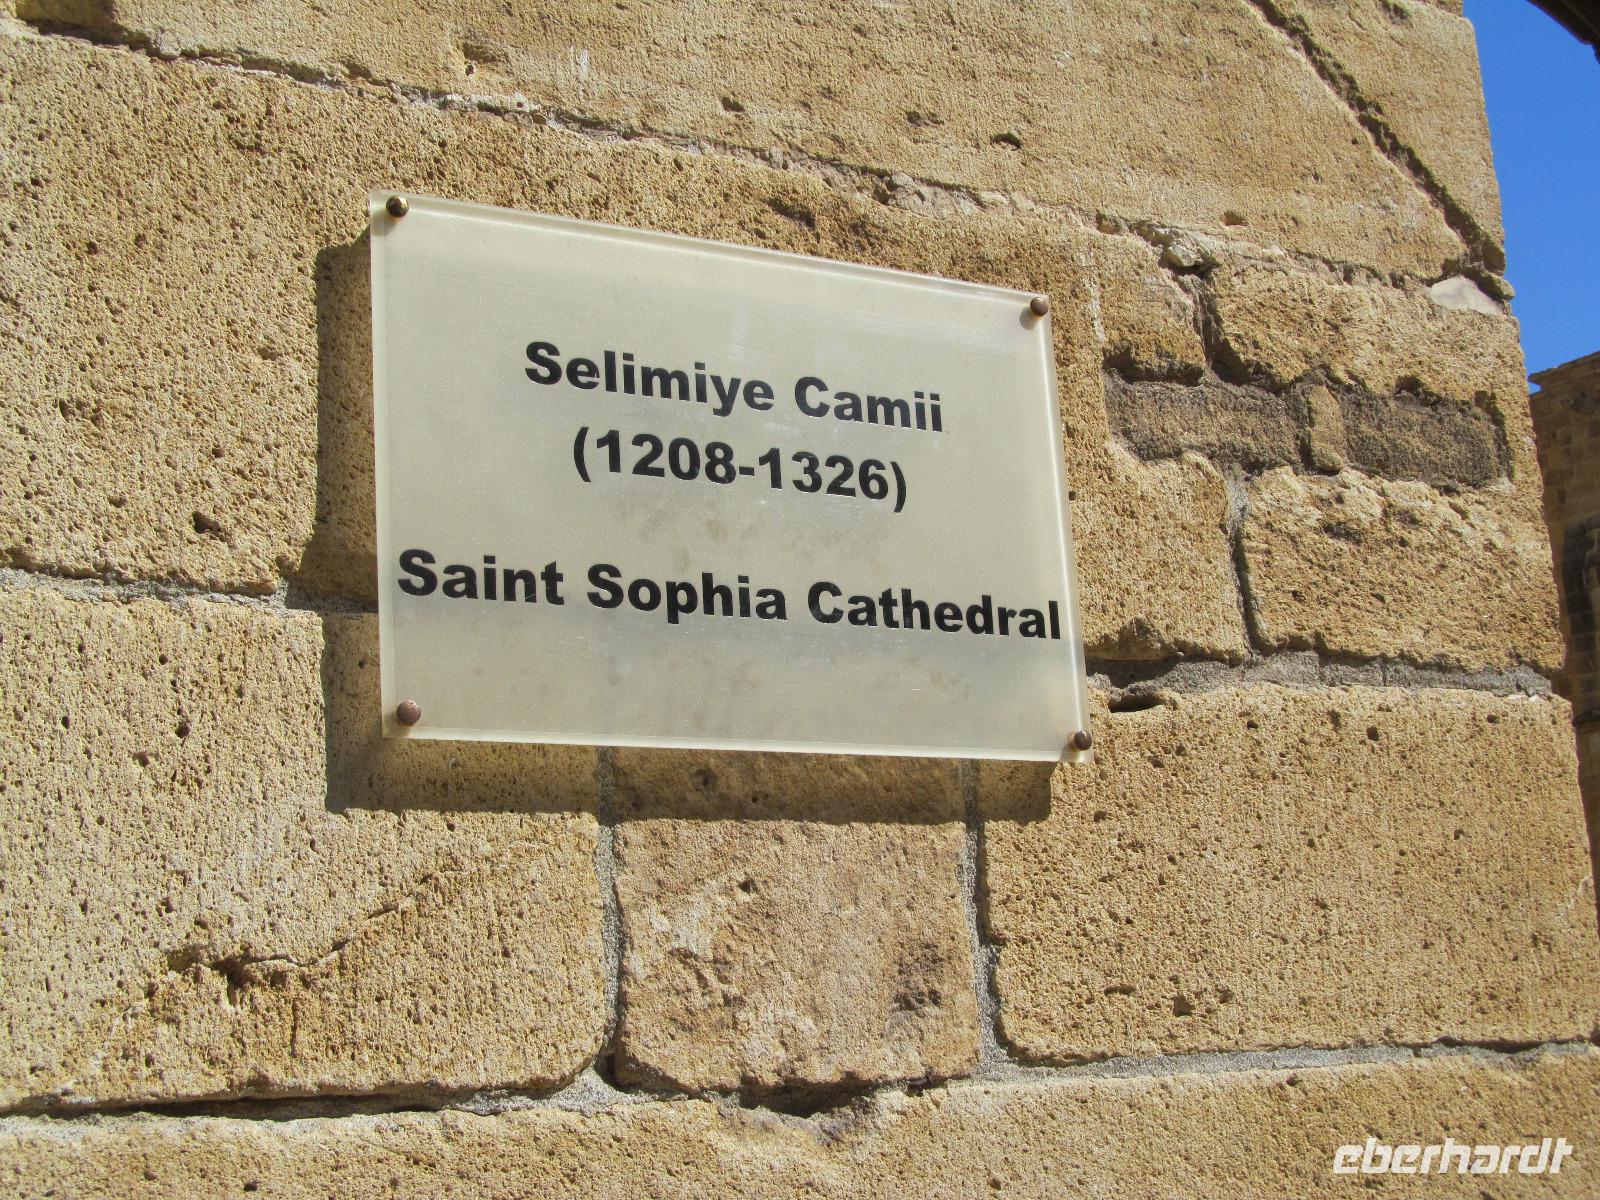 Selimiye Camii
(1208-1326)
Saint Sophia Cathedral
eberhardt